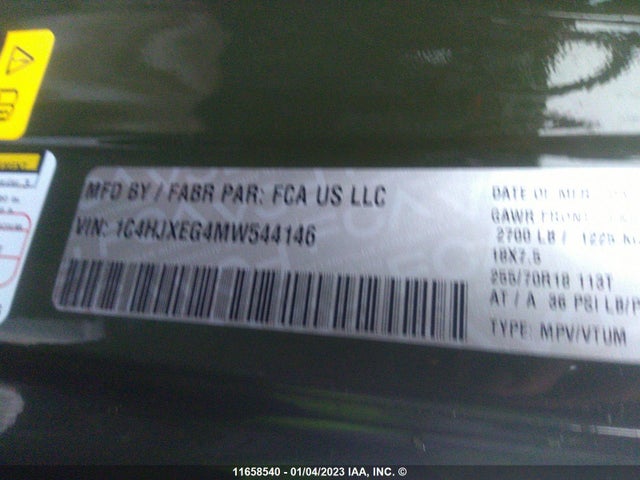 MFD BY / FABR PAR: FCA US LLC
VIN: 1C4HJXEG4MW544146
DATE OF MFR
GAWR FRONT
2700 LB / 1225 KG
18X7.5
255/70R18 113T
AT / A 36 PSI LB/P
TYPE: MPV/VTUM
11658540 - 01/04/2023 IAA, INC. ©